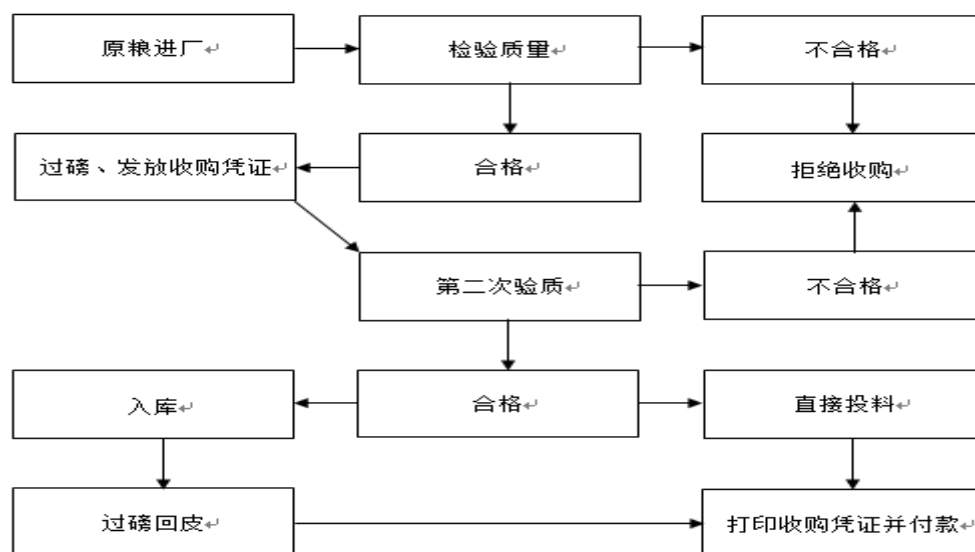 原粮进厂
检验质量
不合格
过磅、发放收购凭证
合格
拒绝收购
第二次验质
不合格
入库
合格
直接投料
过磅回皮
打印收购凭证并付款